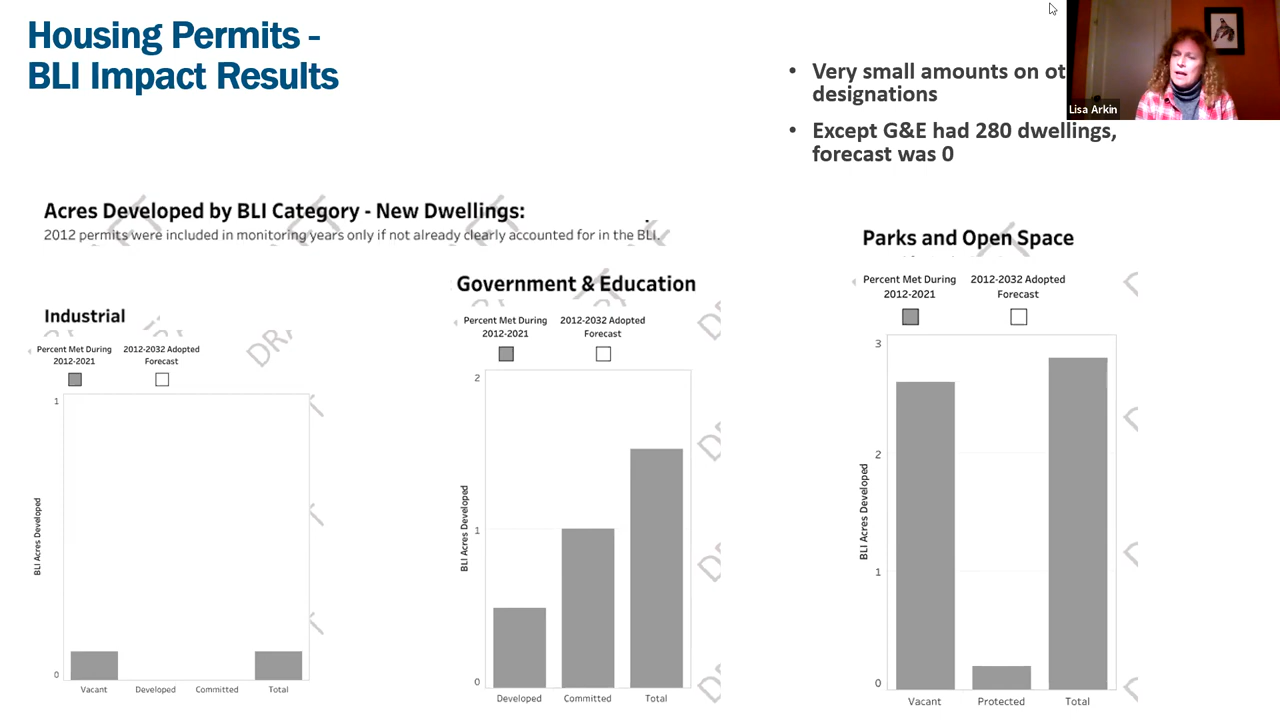 Housing Permits -
BLI Impact Results
• Very small amounts on
designations
• Except G&E had 280 dwellings,
forecast was 0
Lisa Arkin
Acres Developed by BLI Category - New Dwellings:
2012 permits were included in monitoring years only if not already clearly accounted for in the BLI.
Industrial
Percent Met During
2012-2021
2012-2032 Adopted
Forecast
1
0
BLI Acres Developed
Vacant Developed Committed Total
DRA
Government & Education
Percent Met During
2012-2021
2012-2032 Adopted
Forecast
2
1
0
BLI Acres Developed
Developed Committed Total
Parks and Open Space
Percent Met During
2012-2021
2012-2032 Adopted
Forecast
3
2
1
0
BLI Acres Developed
Vacant Protected Total